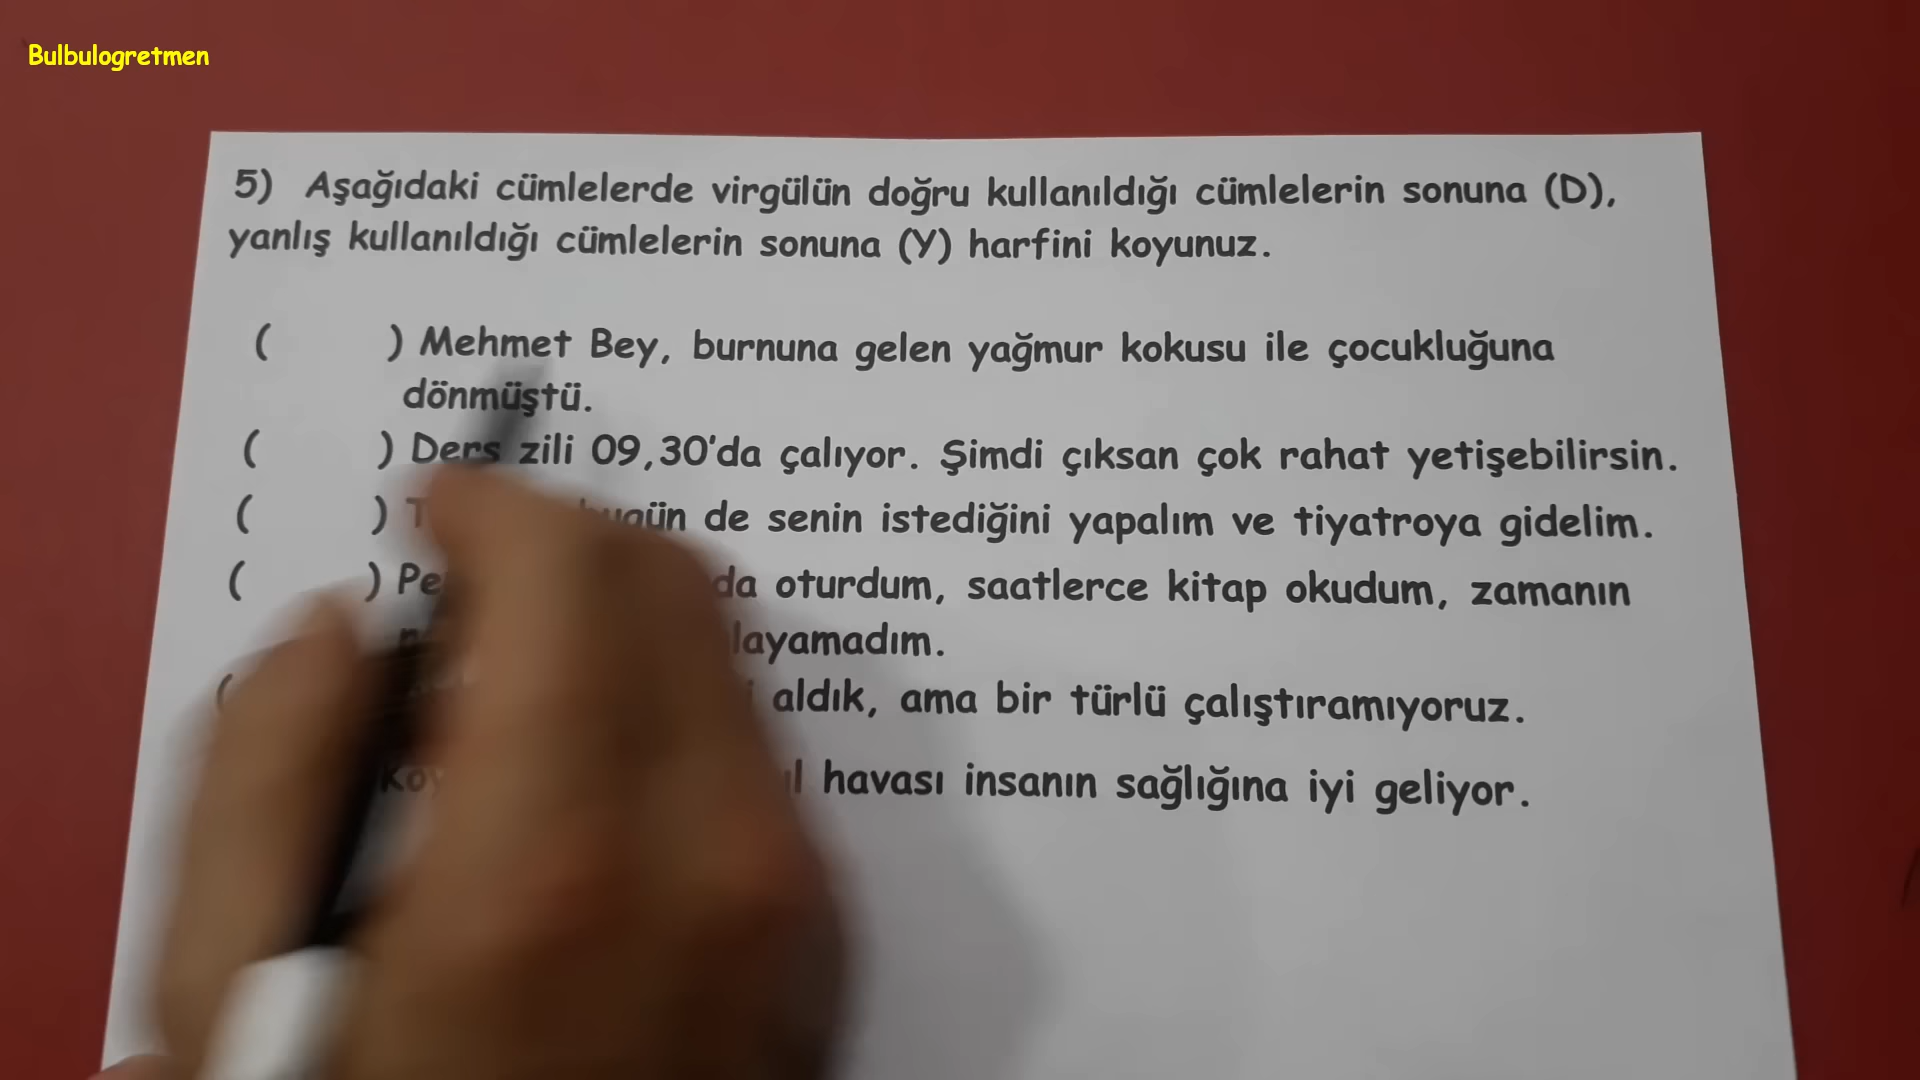 Bulbulogretmen
5) Aşağıdaki cümlelerde virgülün doğru kullanıldığı cümlelerin sonuna (D),
yanlış kullanıldığı cümlelerin sonuna (Y) harfini koyunuz.
( ) Mehmet Bey, burnuna gelen yağmur kokusu ile çocukluğuna
dönmüştü.
( ) Ders zili 09,30'da çalıyor. Şimdi çıksan çok rahat yetişebilirsin.
( ) bugün de senin istediğini yapalım ve tiyatroya gidelim.
( ) oturdum, saatlerce kitap okudum, zamanın
( aldık, ama bir türlü çalıştıramıyoruz.
havası insanın sağlığına iyi geliyor.